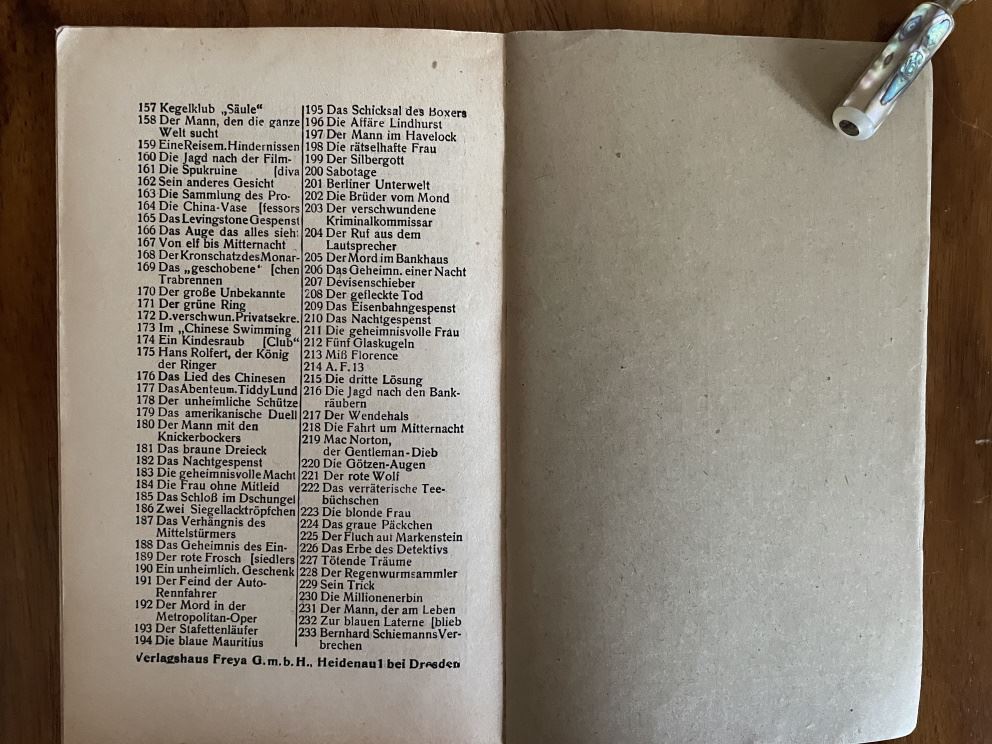 157 Kegelklub „Säule“
158 Der Mann, den die ganze
Welt sucht
159 Eine Reise m. Hindernissen
160 Die Jagd nach der Film-
161 Die Spukruine [diva
162 Sein anderes Gesicht
163 Die Sammlung des Pro-
164 Die China-Vase [fessors
165 Das Levingstone Gespenst
166 Das Auge das alles sieh:
167 Von elf bis Mitternacht
168 Der Kronschatz des Monar-
169 Das „geschobene‘ [chen
Trabrennen
170 Der große Unbekannte
171 Der grüne Ring
172 D. verschwun. Privatsekre.
173 Im „Chinese Swimming
174 Ein Kindesraub [Club“
175 Hans Rolfert, der König
der Ringer
176 Das Lied des Chinesen
177 Das Abenteu. m. Tiddy Lund
178 Der unheimliche Schütze
179 Das amerikanische Duell
180 Der Mann mit den
Knickerbockers
181 Das braune Dreieck
182 Das Nachtgespenst
183 Die geheimnisvolle Macht
184 Die Frau ohne Mitleid
185 Das Schloß im Dschungel
186 Zwei Siegellacktröpfchen
187 Das Verhängnis des
Mittelstürmers
188 Das Geheimnis des Ein-
189 Der rote Frosch [siedlers
190 Ein unheimlich. Geschenk
191 Der Feind der Auto-
Rennfahrer
192 Der Mord in der
Metropolitan-Oper
193 Der Stafettenläufer
194 Die blaue Mauritius
195 Das Schicksal des Boxers
196 Die Affäre Lindhurst
197 Der Mann im Havelock
198 Die rätselhafte Frau
199 Der Silbergott
200 Sabotage
201 Berliner Unterwelt
202 Die Brüder vom Mond
203 Der verschwundene
Kriminalkommissar
204 Der Ruf aus dem
Lautsprecher
205 Der Mord im Bankhaus
206 Das Geheimn. einer Nacht
207 Devisenschieber
208 Der gefleckte Tod
209 Das Eisenbahngespenst
210 Das Nachtgespenst
211 Die geheimnisvolle Frau
212 Fünf Glaskugeln
213 Miß Florence
214 A. F. 13
215 Die dritte Lösung
216 Die Jagd nach den Bank-
räubern
217 Der Wendehals
218 Die Fahrt um Mitternacht
219 Mac Norton,
der Gentleman-Dieb
220 Die Götzen-Augen
221 Der rote Wolf
222 Das verräterische Tee-
büchschen
223 Die blonde Frau
224 Das graue Päckchen
225 Der Fluch auf Markenstein
226 Das Erbe des Detektivs
227 Tötende Träume
228 Der Regenwurmsammler
229 Sein Trick
230 Die Millionenerbin
231 Der Mann, der am Leben
232 Zur blauen Laterne [blieb
233 Bernhard Schiemanns Ver-
brechen
Verlagshaus Freya G. m. b. H., Heidenau 1 bei Dresden